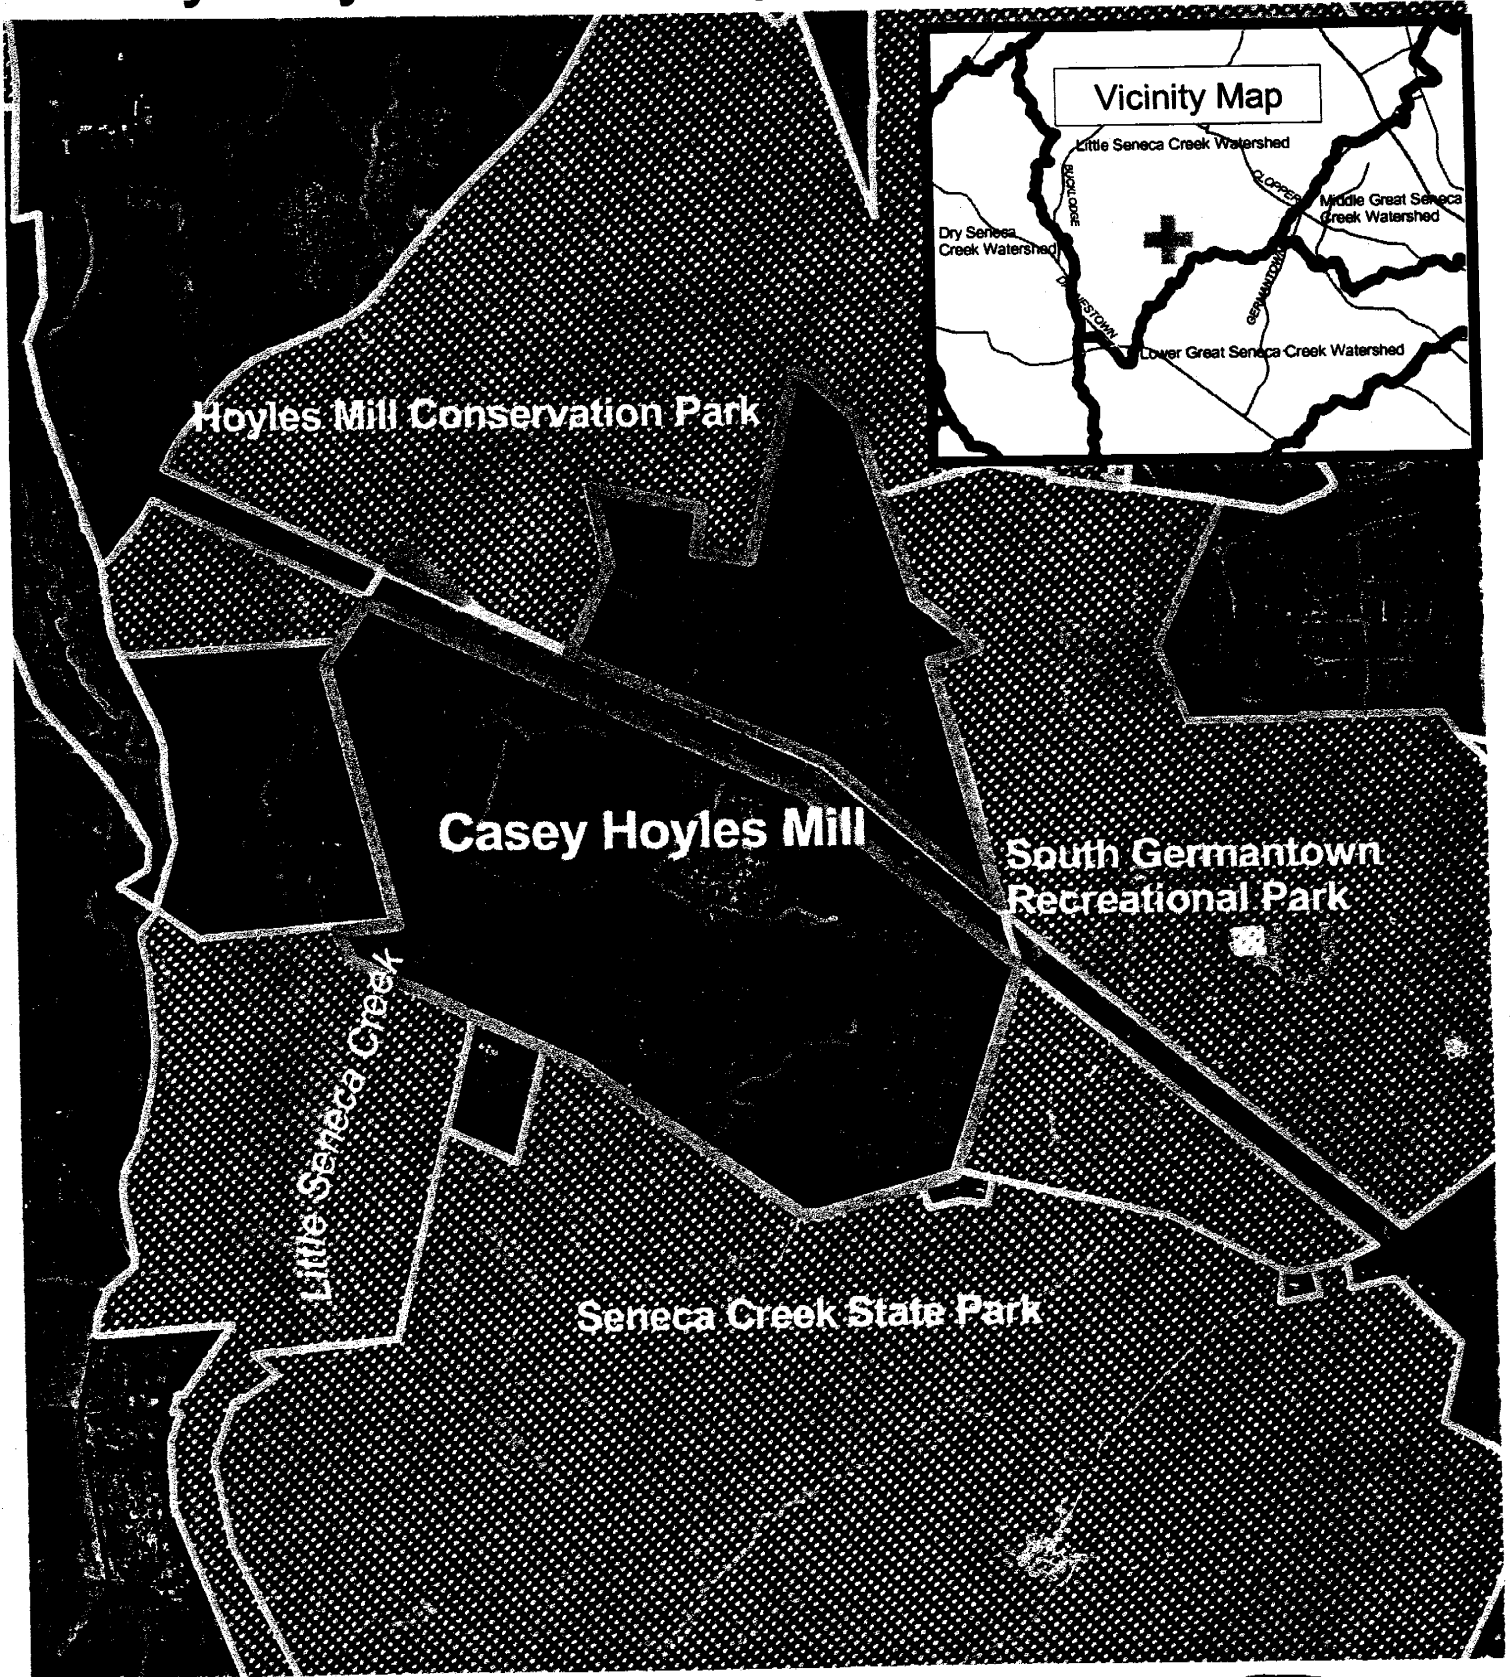 Vicinity Map
Little Seneca Creek Watershed
BUCKLODGE
CLOPPER
Middle Great Seneca
Creek Watershed
Dry Seneca
Creek Watershed
GERMANTOWN
Lower Great Seneca Creek Watershed
Hoyles Mill Conservation Park
Casey Hoyles Mill
South Germantown
Recreational Park
Little Seneca Creek
Seneca Creek State Park